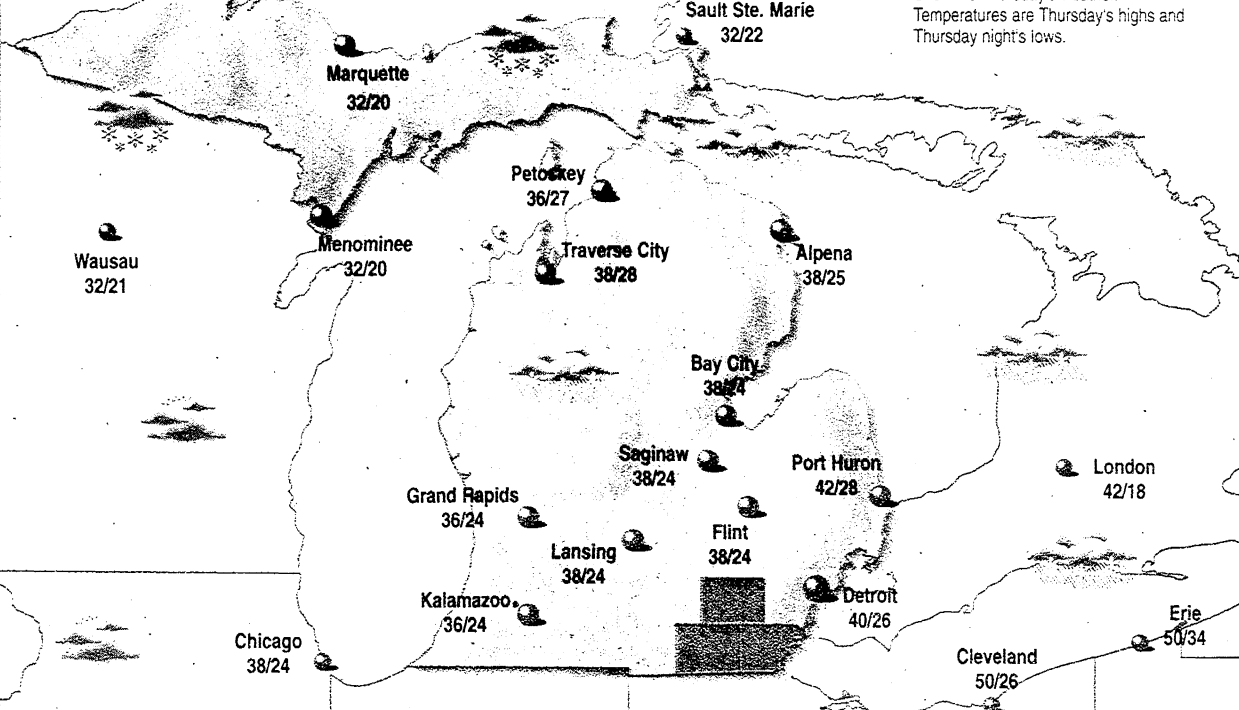 Sault Ste. Marie
32/22
Temperatures are Thursday's highs and
Thursday night's lows.
Marquette
32/20
Petoskey
36/27
Wausau
32/21
Menominee
32/20
Traverse City
38/28
Alpena
38/25
Bay City
38/24
Saginaw
38/24
Port Huron
42/28
London
42/18
Grand Rapids
36/24
Flint
38/24
Lansing
38/24
Kalamazoo
36/24
Detroit
40/26
Chicago
38/24
Erie
50/34
Cleveland
50/26